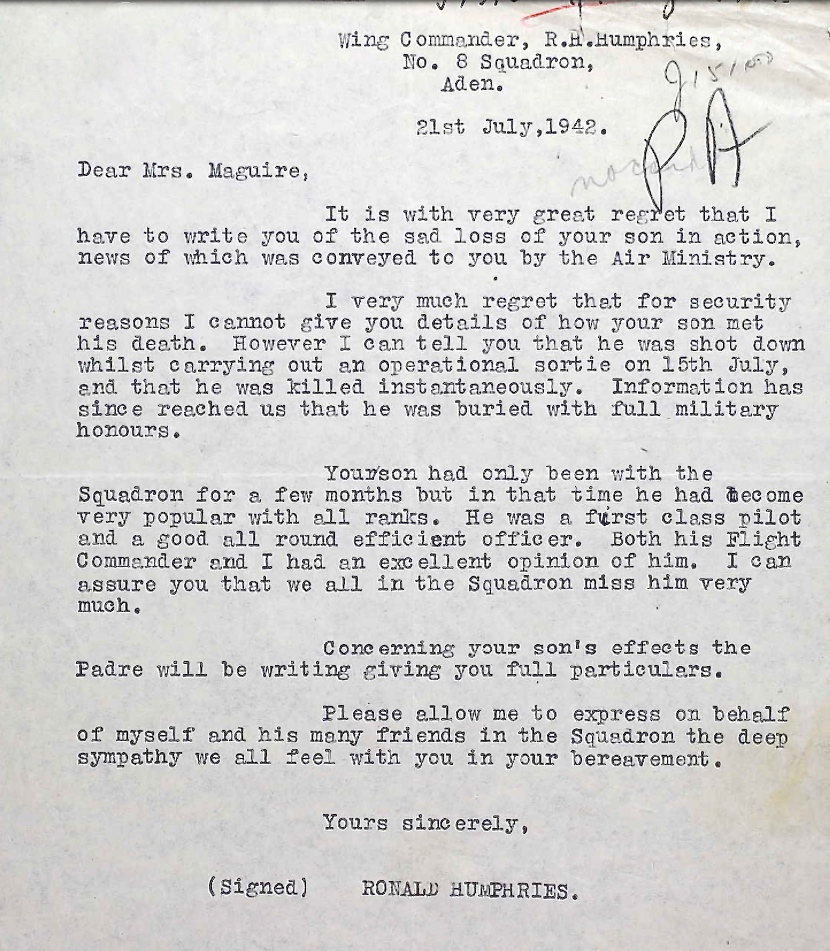 Wing Commander, R.H.Humphries,
No. 8 Squadron,
Aden.
21st July,1942.
PA
Dear Mrs. Maguire,
It is with very great regret that I
have to write you of the sad loss of your son in action,
news of which was conveyed to you by the Air Ministry.
I very much regret that for security
reasons I cannot give you details of how your son met
his death. However I can tell you that he was shot down
whilst carrying out an operational sortie on 15th July,
and that he was killed instantaneously. Information has
since reached us that he was buried with full military
honours.
Your/son had only been with the
Squadron for a few months but in that time he had become
very popular with all ranks. He was a first class pilot
and a good all round efficient officer. Both his Flight
Commander and I had an excellent opinion of him. I can
assure you that we all in the Squadron miss him very
much.
Concerning your son's effects the
Padre will be writing giving you full particulars.
Please allow me to express on behalf
of myself and his many friends in the Squadron the deep
sympathy we all feel with you in your bereavement.
Yours sincerely,
(Signed) RONALD HUMPHRIES.